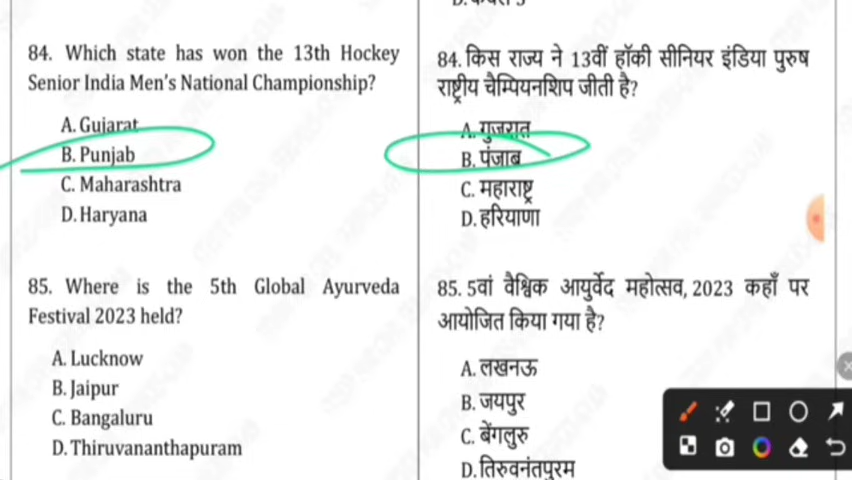 84. Which state has won the 13th Hockey
Senior India Men's National Championship?
A. Gujarat
B. Punjab
C. Maharashtra
D. Haryana
85. Where is the 5th Global Ayurveda
Festival 2023 held?
A. Lucknow
B. Jaipur
C. Bangaluru
D. Thiruvananthapuram
84. किस राज्य ने 13वीं हॉकी सीनियर इंडिया पुरुष
राष्ट्रीय चैम्पियनशिप जीती है?
A. गुजरात
B. पंजाब
C. महाराष्ट्र
D. हरियाणा
85. 5वां वैश्विक आयुर्वेद महोत्सव, 2023 कहाँ पर
आयोजित किया गया है?
A. लखनऊ
B. जयपुर
C. बेंगलुरु
D. तिरुवनंतपुरम